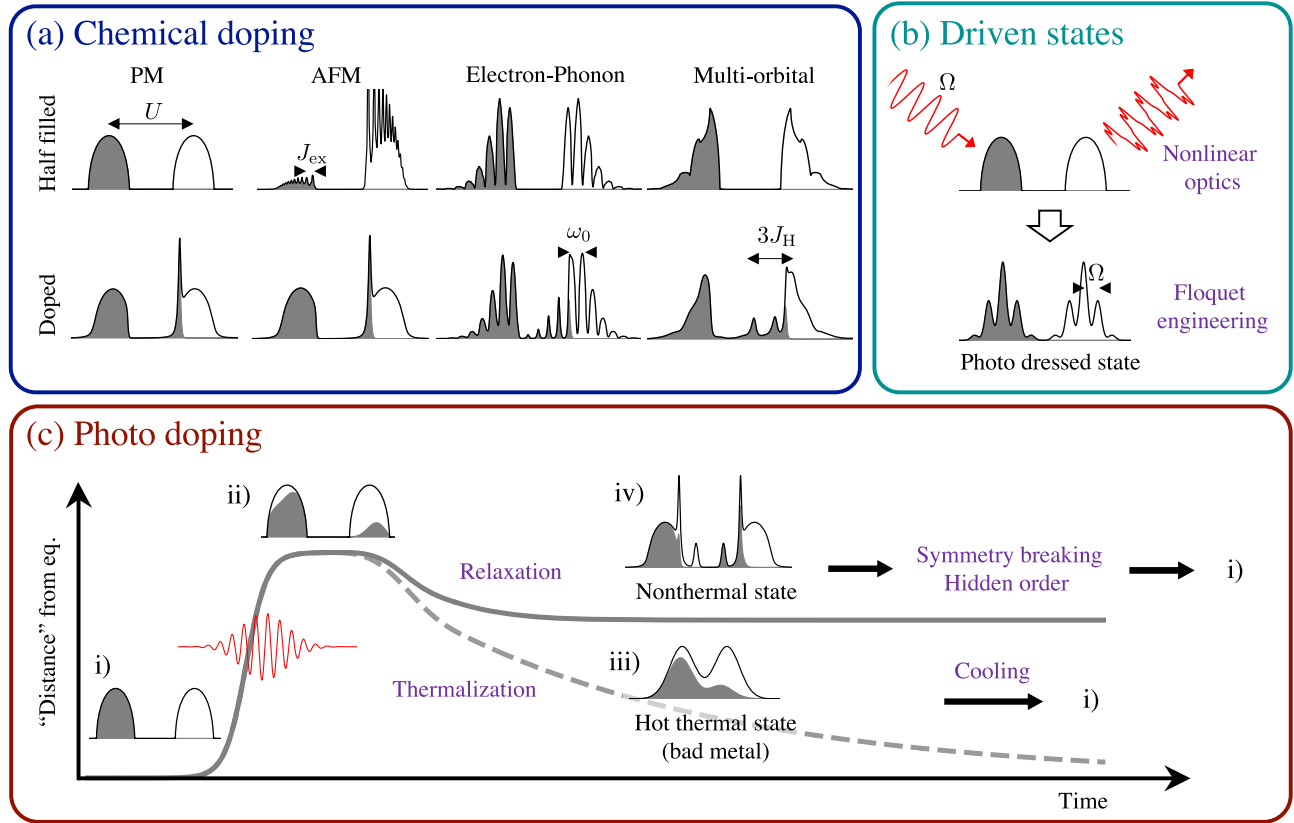 (a) Chemical doping
PM
AFM
Electron-Phonon
Multi-orbital
Half filled
U
J_ex
Doped
ω_0
3J_H
(b) Driven states
Ω
Nonlinear
optics
Ω
Floquet
engineering
Photo dressed state
(c) Photo doping
“Distance” from eq.
i)
ii)
Relaxation
Thermalization
iv)
Nonthermal state
Symmetry breaking
Hidden order
i)
iii)
Hot thermal state
(bad metal)
Cooling
i)
Time